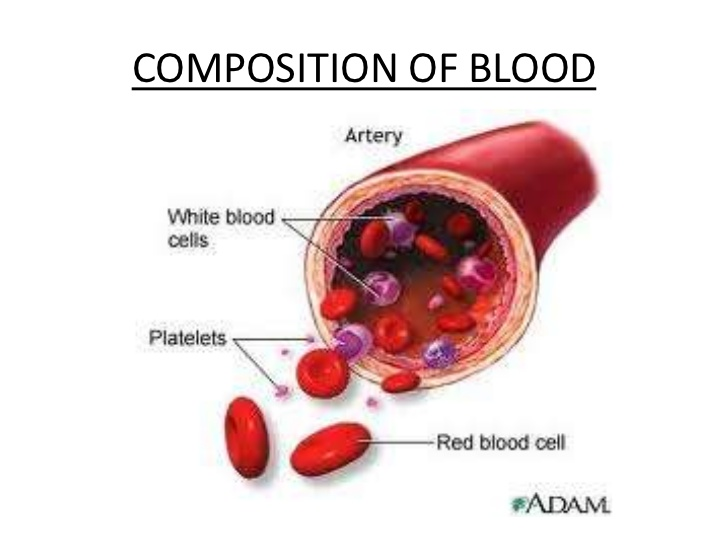 COMPOSITION OF BLOOD
Artery
White blood
cells
Platelets
Red blood cell
ADAM.